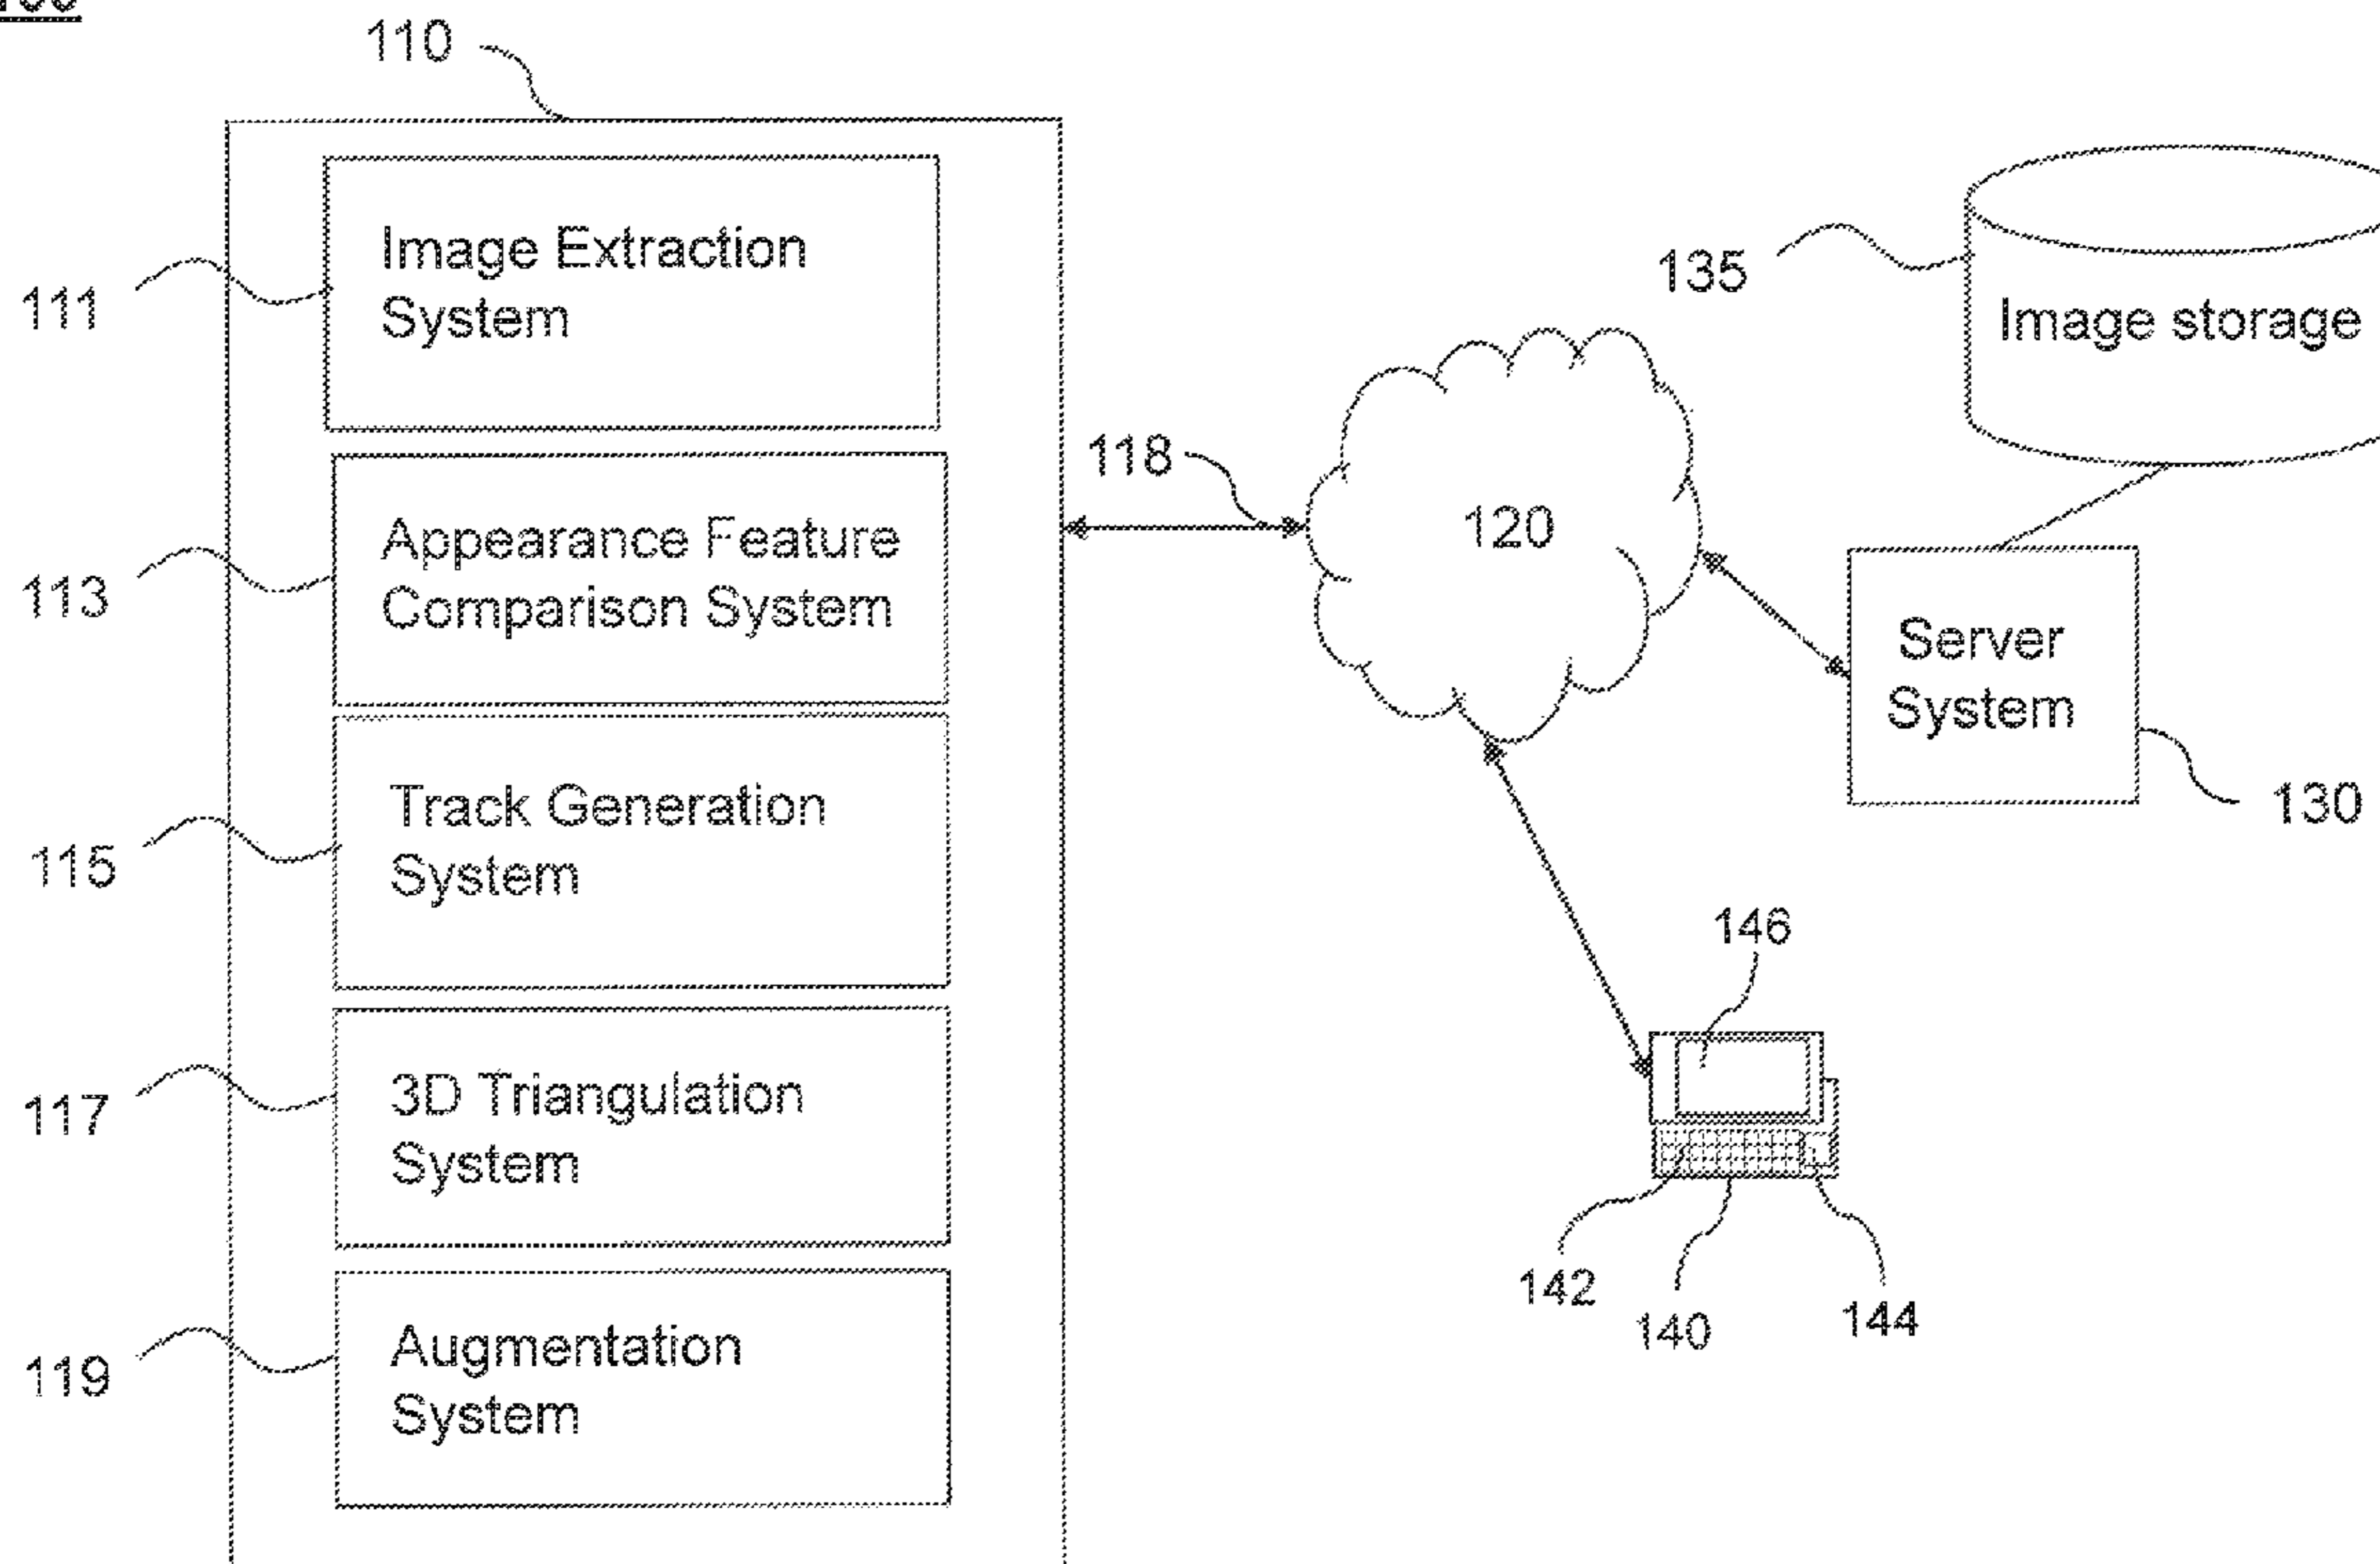 110
Image Extraction
System
111
Appearance Feature
Comparison System
113
Track Generation
System
115
3D Triangulation
System
117
Augmentation
System
119
118
120
135
Image storage
Server
System
130
146
142
140
144